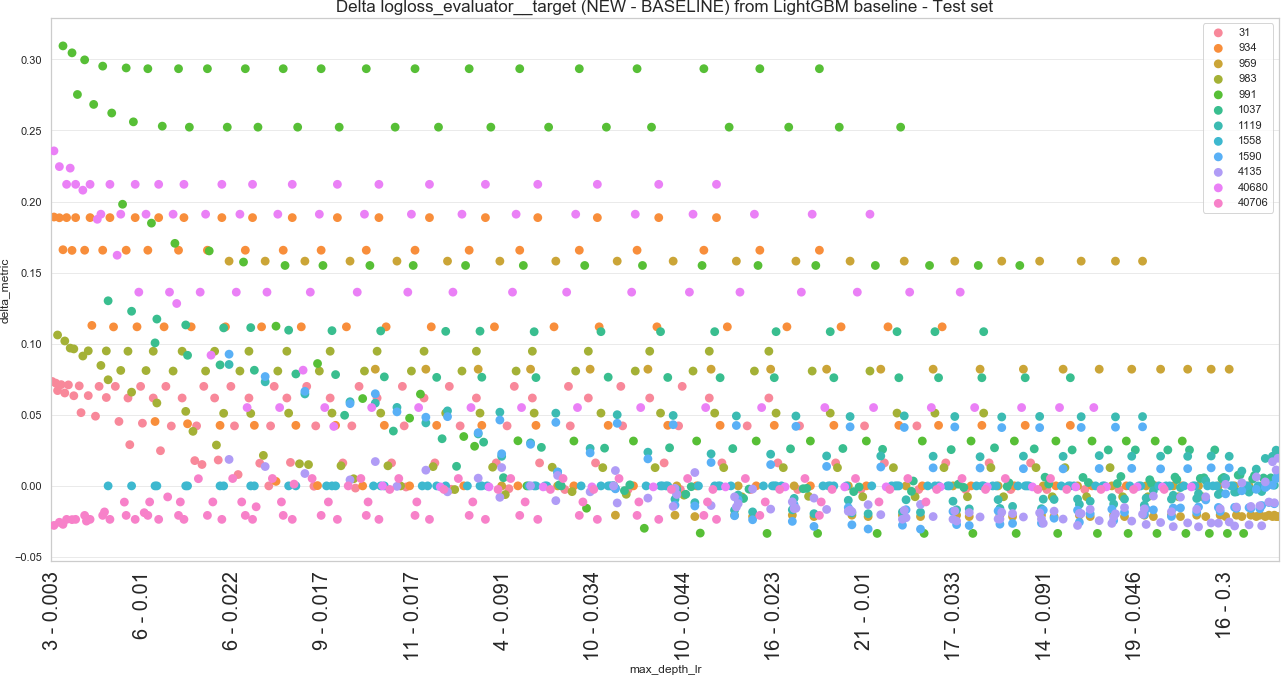 Delta logloss_evaluator__target (NEW - BASELINE) from LightGBM baseline - Test set
delta_metric
0.30
0.25
0.20
0.15
0.10
0.05
0.00
−0.05
31
934
959
983
991
1037
1119
1558
1590
4135
40680
40706
3 - 0.003
6 - 0.01
6 - 0.022
9 - 0.017
11 - 0.017
4 - 0.091
10 - 0.034
10 - 0.044
16 - 0.023
21 - 0.01
17 - 0.033
14 - 0.091
19 - 0.046
16 - 0.3
max_depth_lr